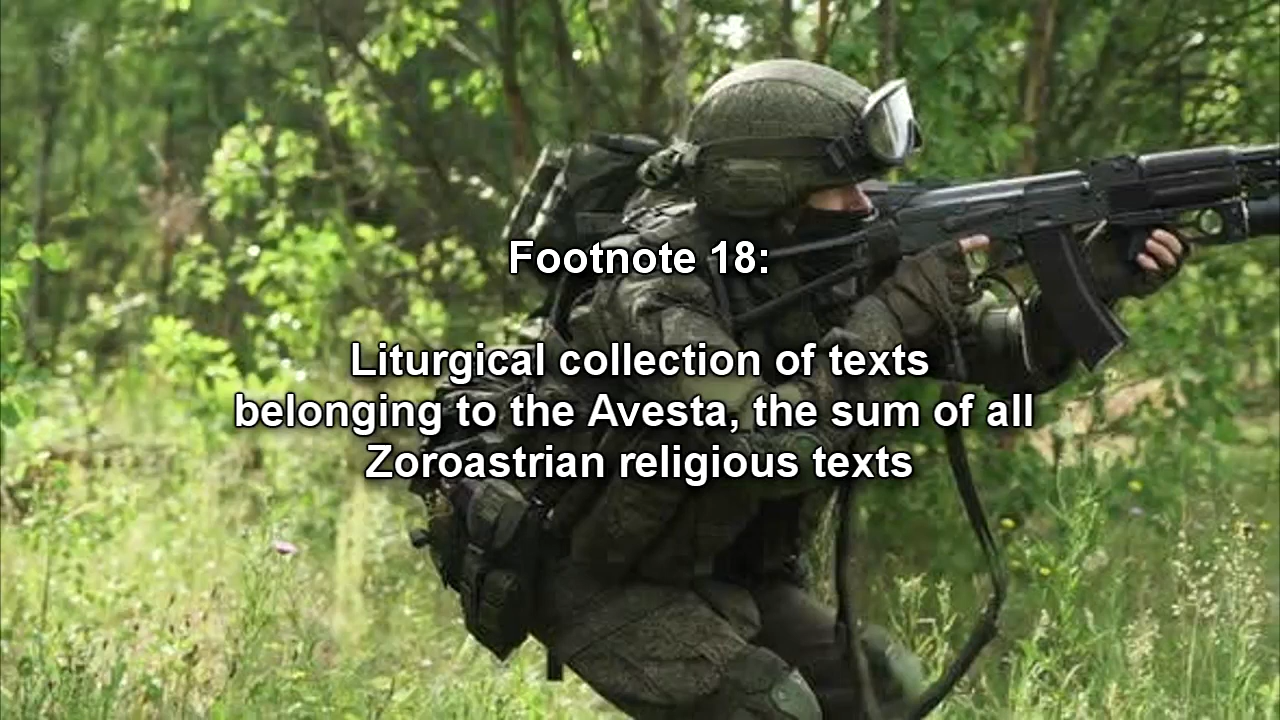 Footnote 18:
Liturgical collection of texts
belonging to the Avesta, the sum of all
Zoroastrian religious texts